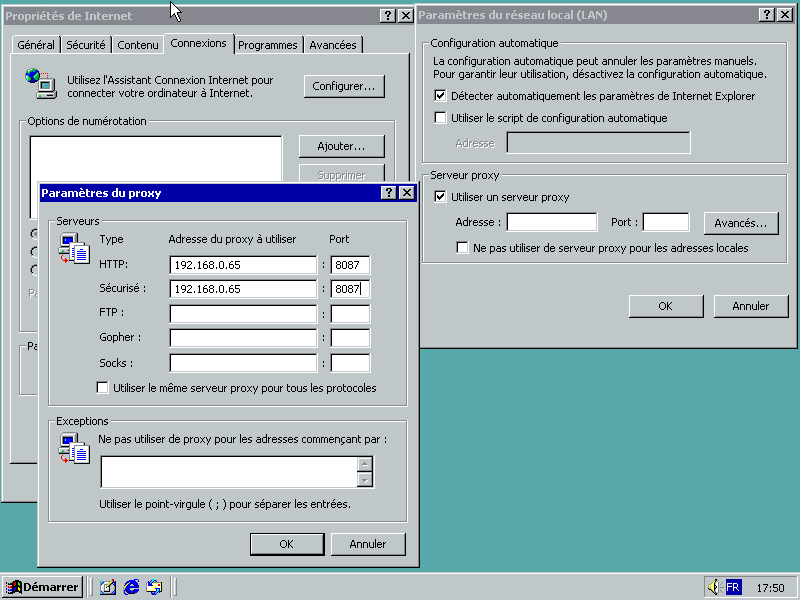 Propriétés de Internet
Général
Sécurité
Contenu
Connexions
Programmes
Avancées
Utilisez l'Assistant Connexion Internet pour
connecter votre ordinateur à Internet.
Configurer...
Options de numérotation
Ajouter...
Supprimer
Paramètres du proxy
Serveurs
Type
Adresse du proxy à utiliser
Port
HTTP:
192.168.0.65
:
8087
Sécurisé :
192.168.0.65
:
8087
FTP :
:
Gopher :
:
Socks :
:
Utiliser le même serveur proxy pour tous les protocoles
Exceptions
Ne pas utiliser de proxy pour les adresses commençant par :
Utiliser le point-virgule ( ; ) pour séparer les entrées.
OK
Annuler
Paramètres du réseau local (LAN)
Configuration automatique
La configuration automatique peut annuler les paramètres manuels.
Pour garantir leur utilisation, désactivez la configuration automatique.
Détecter automatiquement les paramètres de Internet Explorer
Utiliser le script de configuration automatique
Adresse
Serveur proxy
Utiliser un serveur proxy
Adresse :
Port :
Avancés...
Ne pas utiliser de serveur proxy pour les adresses locales
OK
Annuler
Démarrer
FR
17:50